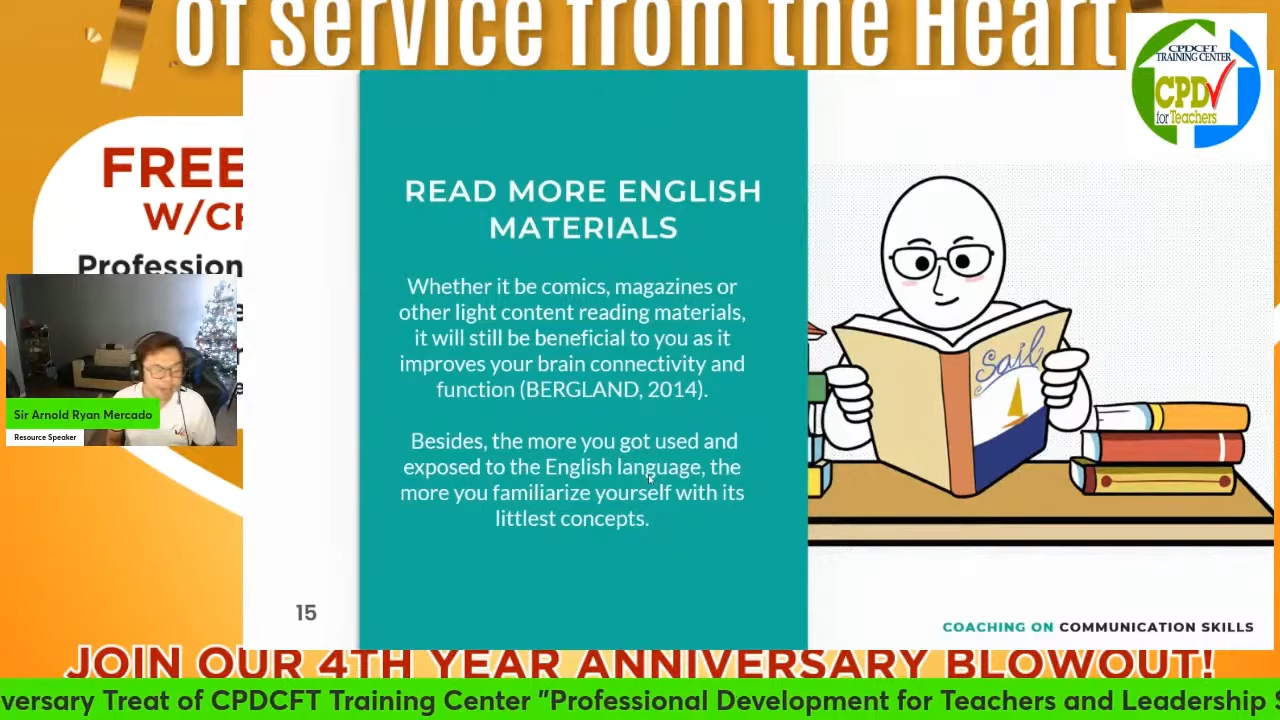 of service from the Heart
CPDCFT
TRAINING CENTER
CPD
for Teachers
FREE
W/CP
Profession
READ MORE ENGLISH
MATERIALS
Whether it be comics, magazines or
other light content reading materials,
it will still be beneficial to you as it
improves your brain connectivity and
function (BERGLAND, 2014).
Besides, the more you got used and
exposed to the English language, the
more you familiarize yourself with its
littlest concepts.
Sail
Sir Arnold Ryan Mercado
Resource Speaker
15
COACHING ON COMMUNICATION SKILLS
JOIN OUR 4TH YEAR ANNIVERSARY BLOWOUT!
versary Treat of CPDCFT Training Center "Professional Development for Teachers and Leadership S